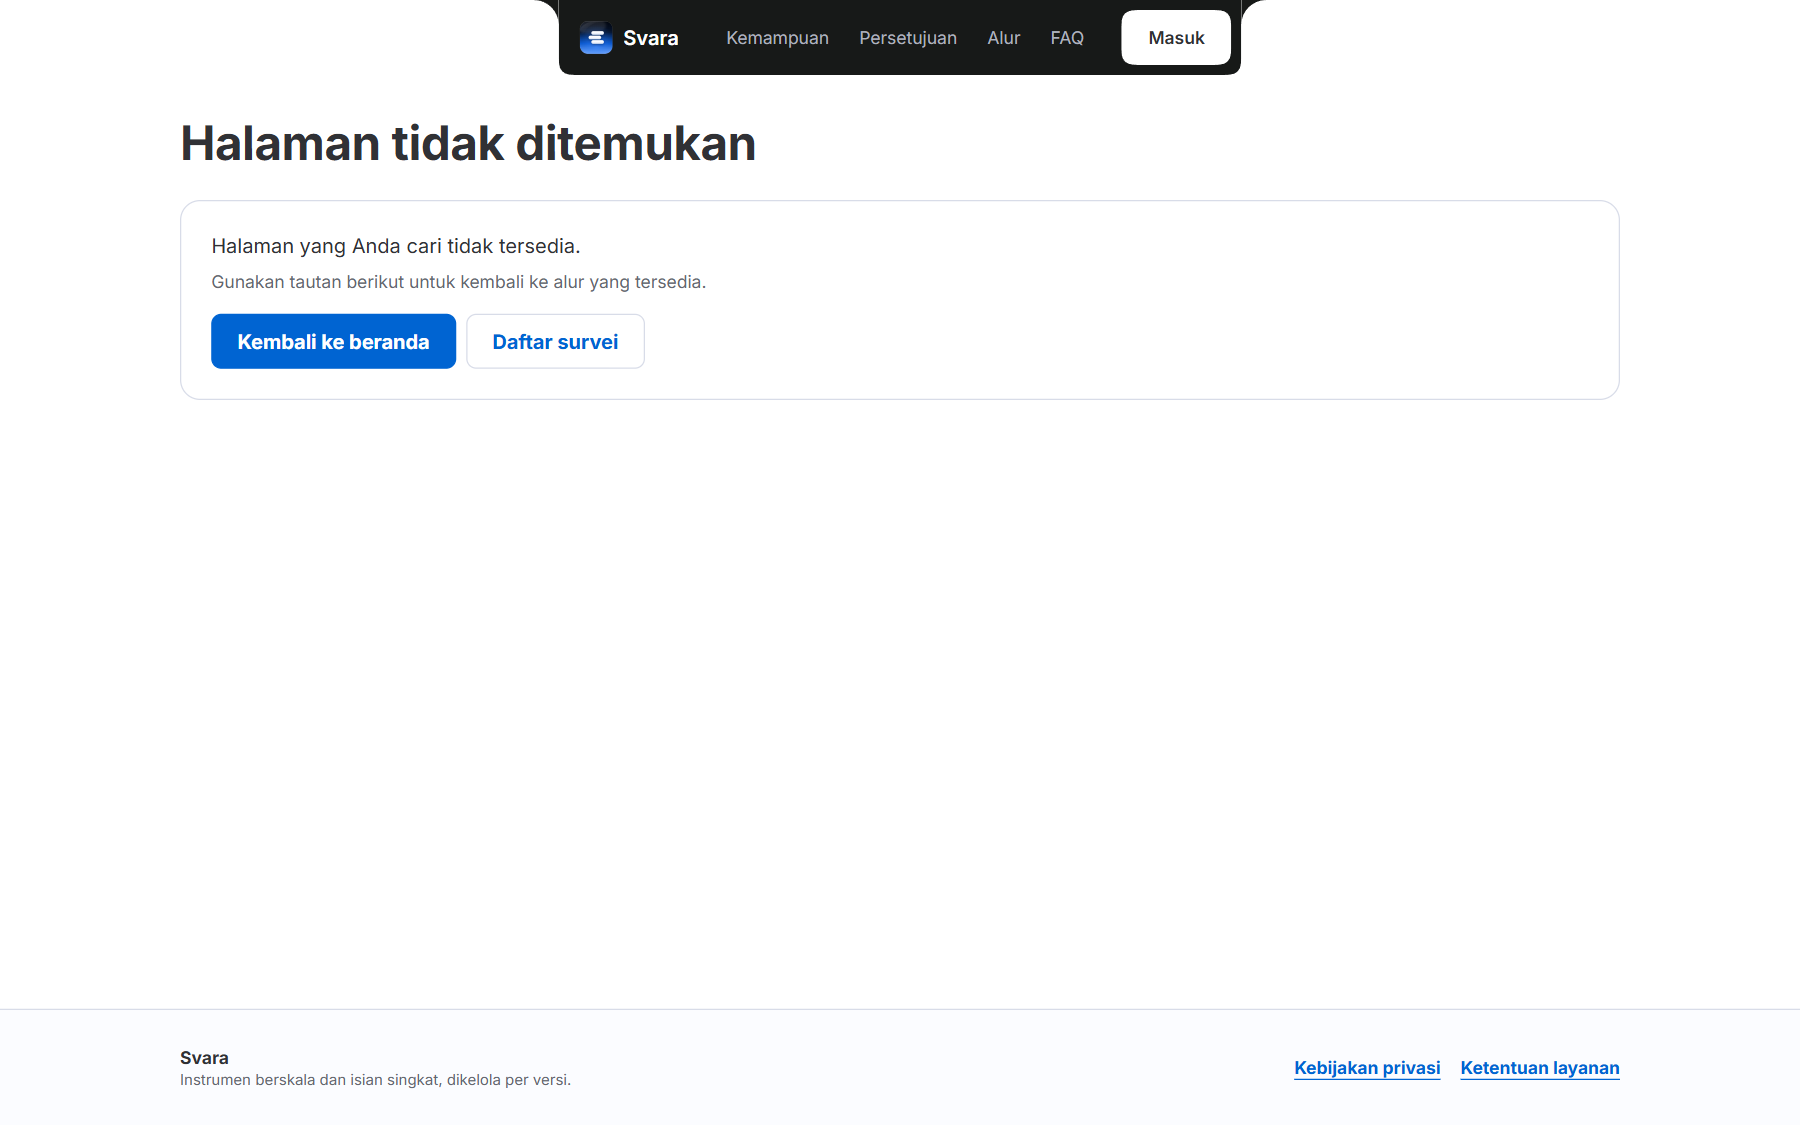 Svara
Kemampuan
Persetujuan
Alur
FAQ
Masuk
Halaman tidak ditemukan
Halaman yang Anda cari tidak tersedia.
Gunakan tautan berikut untuk kembali ke alur yang tersedia.
Kembali ke beranda
Daftar survei
Svara
Instrumen berskala dan isian singkat, dikelola per versi.
Kebijakan privasi
Ketentuan layanan